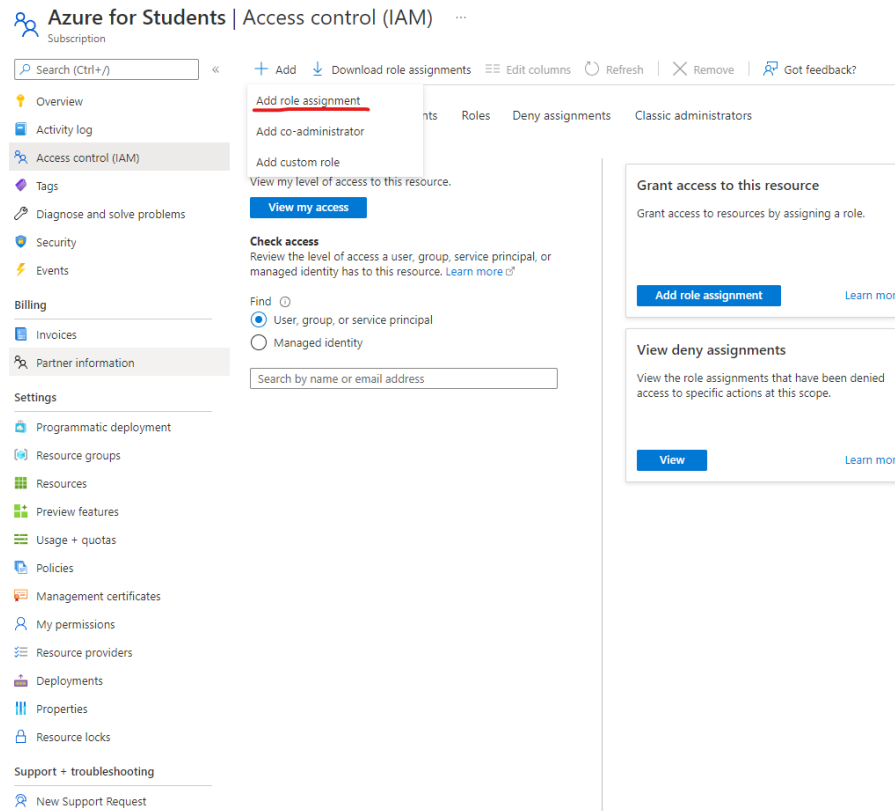 Azure for Students | Access control (IAM) ...
Subscription
Search (Ctrl+/)
«
Overview
Activity log
Access control (IAM)
Tags
Diagnose and solve problems
Security
Events
Billing
Invoices
Partner information
Settings
Programmatic deployment
Resource groups
Resources
Preview features
Usage + quotas
Policies
Management certificates
My permissions
Resource providers
Deployments
Properties
Resource locks
Support + troubleshooting
New Support Request
Add Download role assignments Edit columns Refresh Remove Got feedback?
Add role assignment
Add co-administrator
Add custom role
nts Roles Deny assignments Classic administrators
View my level of access to this resource.
View my access
Check access
Review the level of access a user, group, service principal, or
managed identity has to this resource. Learn more
Find
User, group, or service principal
Managed identity
Search by name or email address
Grant access to this resource
Grant access to resources by assigning a role.
Add role assignment Learn mor
View deny assignments
View the role assignments that have been denied
access to specific actions at this scope.
View Learn mor